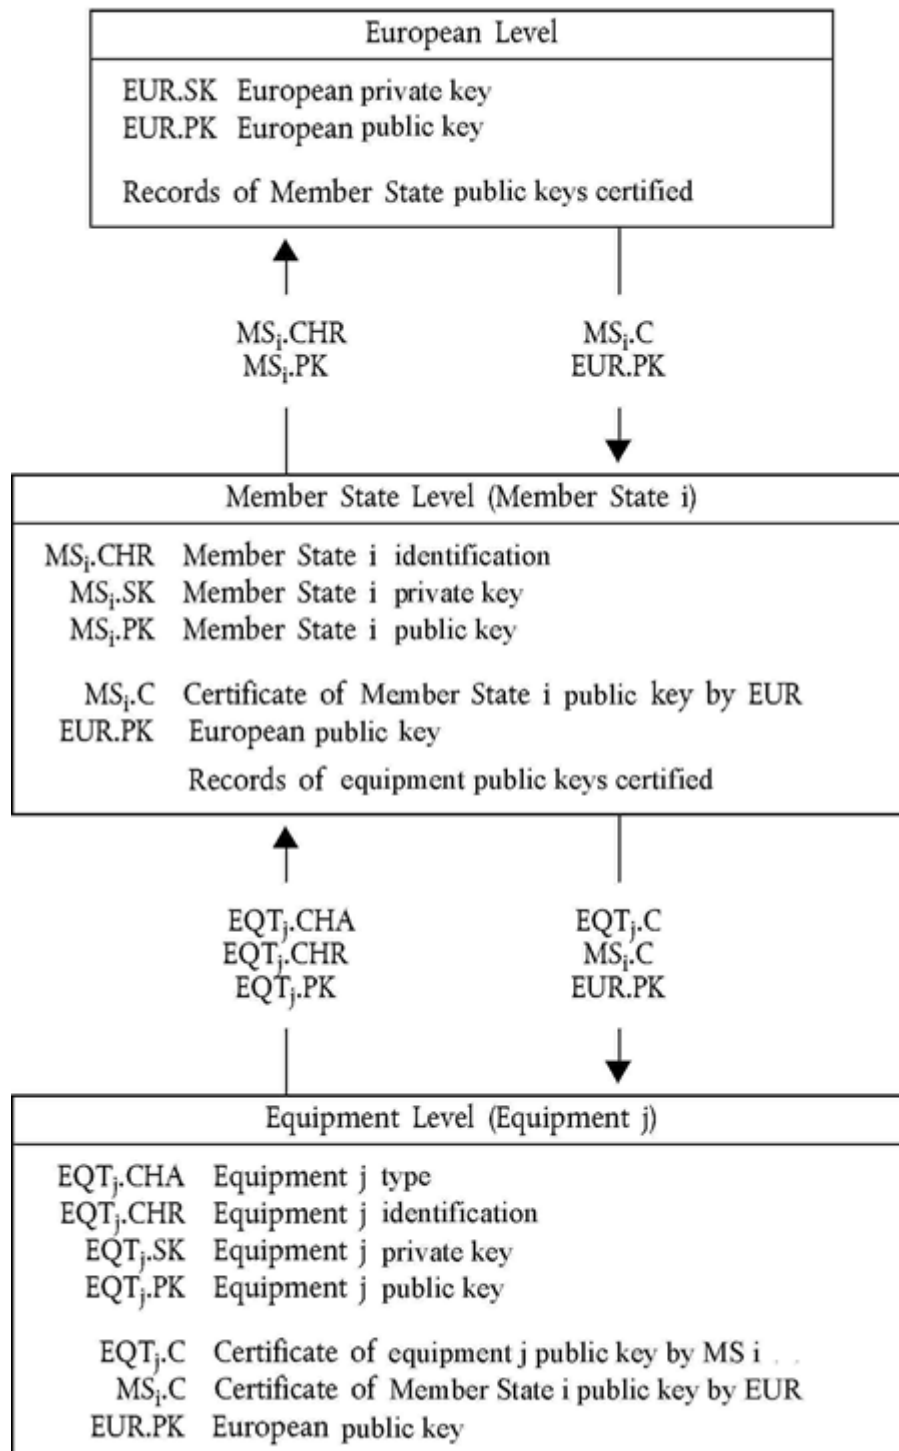 European Level
EUR.SK European private key
EUR.PK European public key
Records of Member State public keys certified
MSi.CHR
MSi.PK
MSi.C
EUR.PK
Member State Level (Member State i)
MSi.CHR Member State i identification
MSi.SK Member State i private key
MSi.PK Member State i public key
MSi.C Certificate of Member State i public key by EUR
EUR.PK European public key
Records of equipment public keys certified
EQTj.CHA
EQTj.CHR
EQTj.PK
EQTj.C
MSi.C
EUR.PK
Equipment Level (Equipment j)
EQTj.CHA Equipment j type
EQTj.CHR Equipment j identification
EQTj.SK Equipment j private key
EQTj.PK Equipment j public key
EQTj.C Certificate of equipment j public key by MS i
MSi.C Certificate of Member State i public key by EUR
EUR.PK European public key